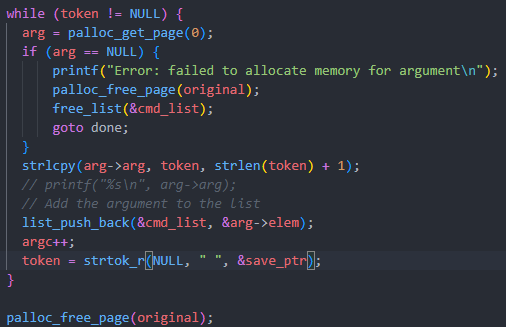 while (token != NULL) {
  arg = palloc_get_page(0);
  if (arg == NULL) {
      printf("Error: failed to allocate memory for argument\n");
      palloc_free_page(original);
      free_list(&cmd_list);
      goto done;
  }
  strlcpy(arg->arg, token, strlen(token) + 1);
  // printf("%s\n", arg->arg);
  // Add the argument to the list
  list_push_back(&cmd_list, &arg->elem);
  argc++;
  token = strtok_r(NULL, " ", &save_ptr);
}

palloc_free_page(original);